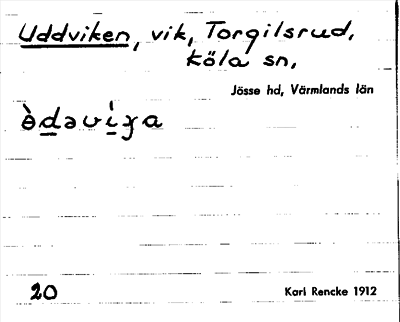 Uddviken, vik, Torgilsrud,
Köla sn,
Jösse hd, Värmlands län
20
Karl Rencke 1912